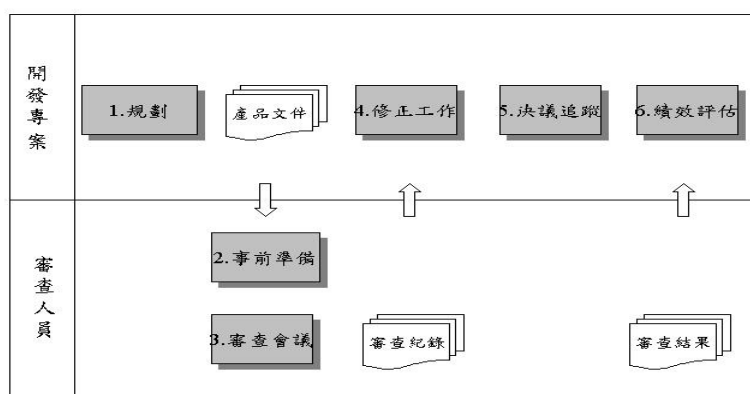 開發專案
1.規劃
產品文件
4.修正工作
5.決議追蹤
6.績效評估
審查人員
2.事前準備
3.審查會議
審查紀錄
審查結果